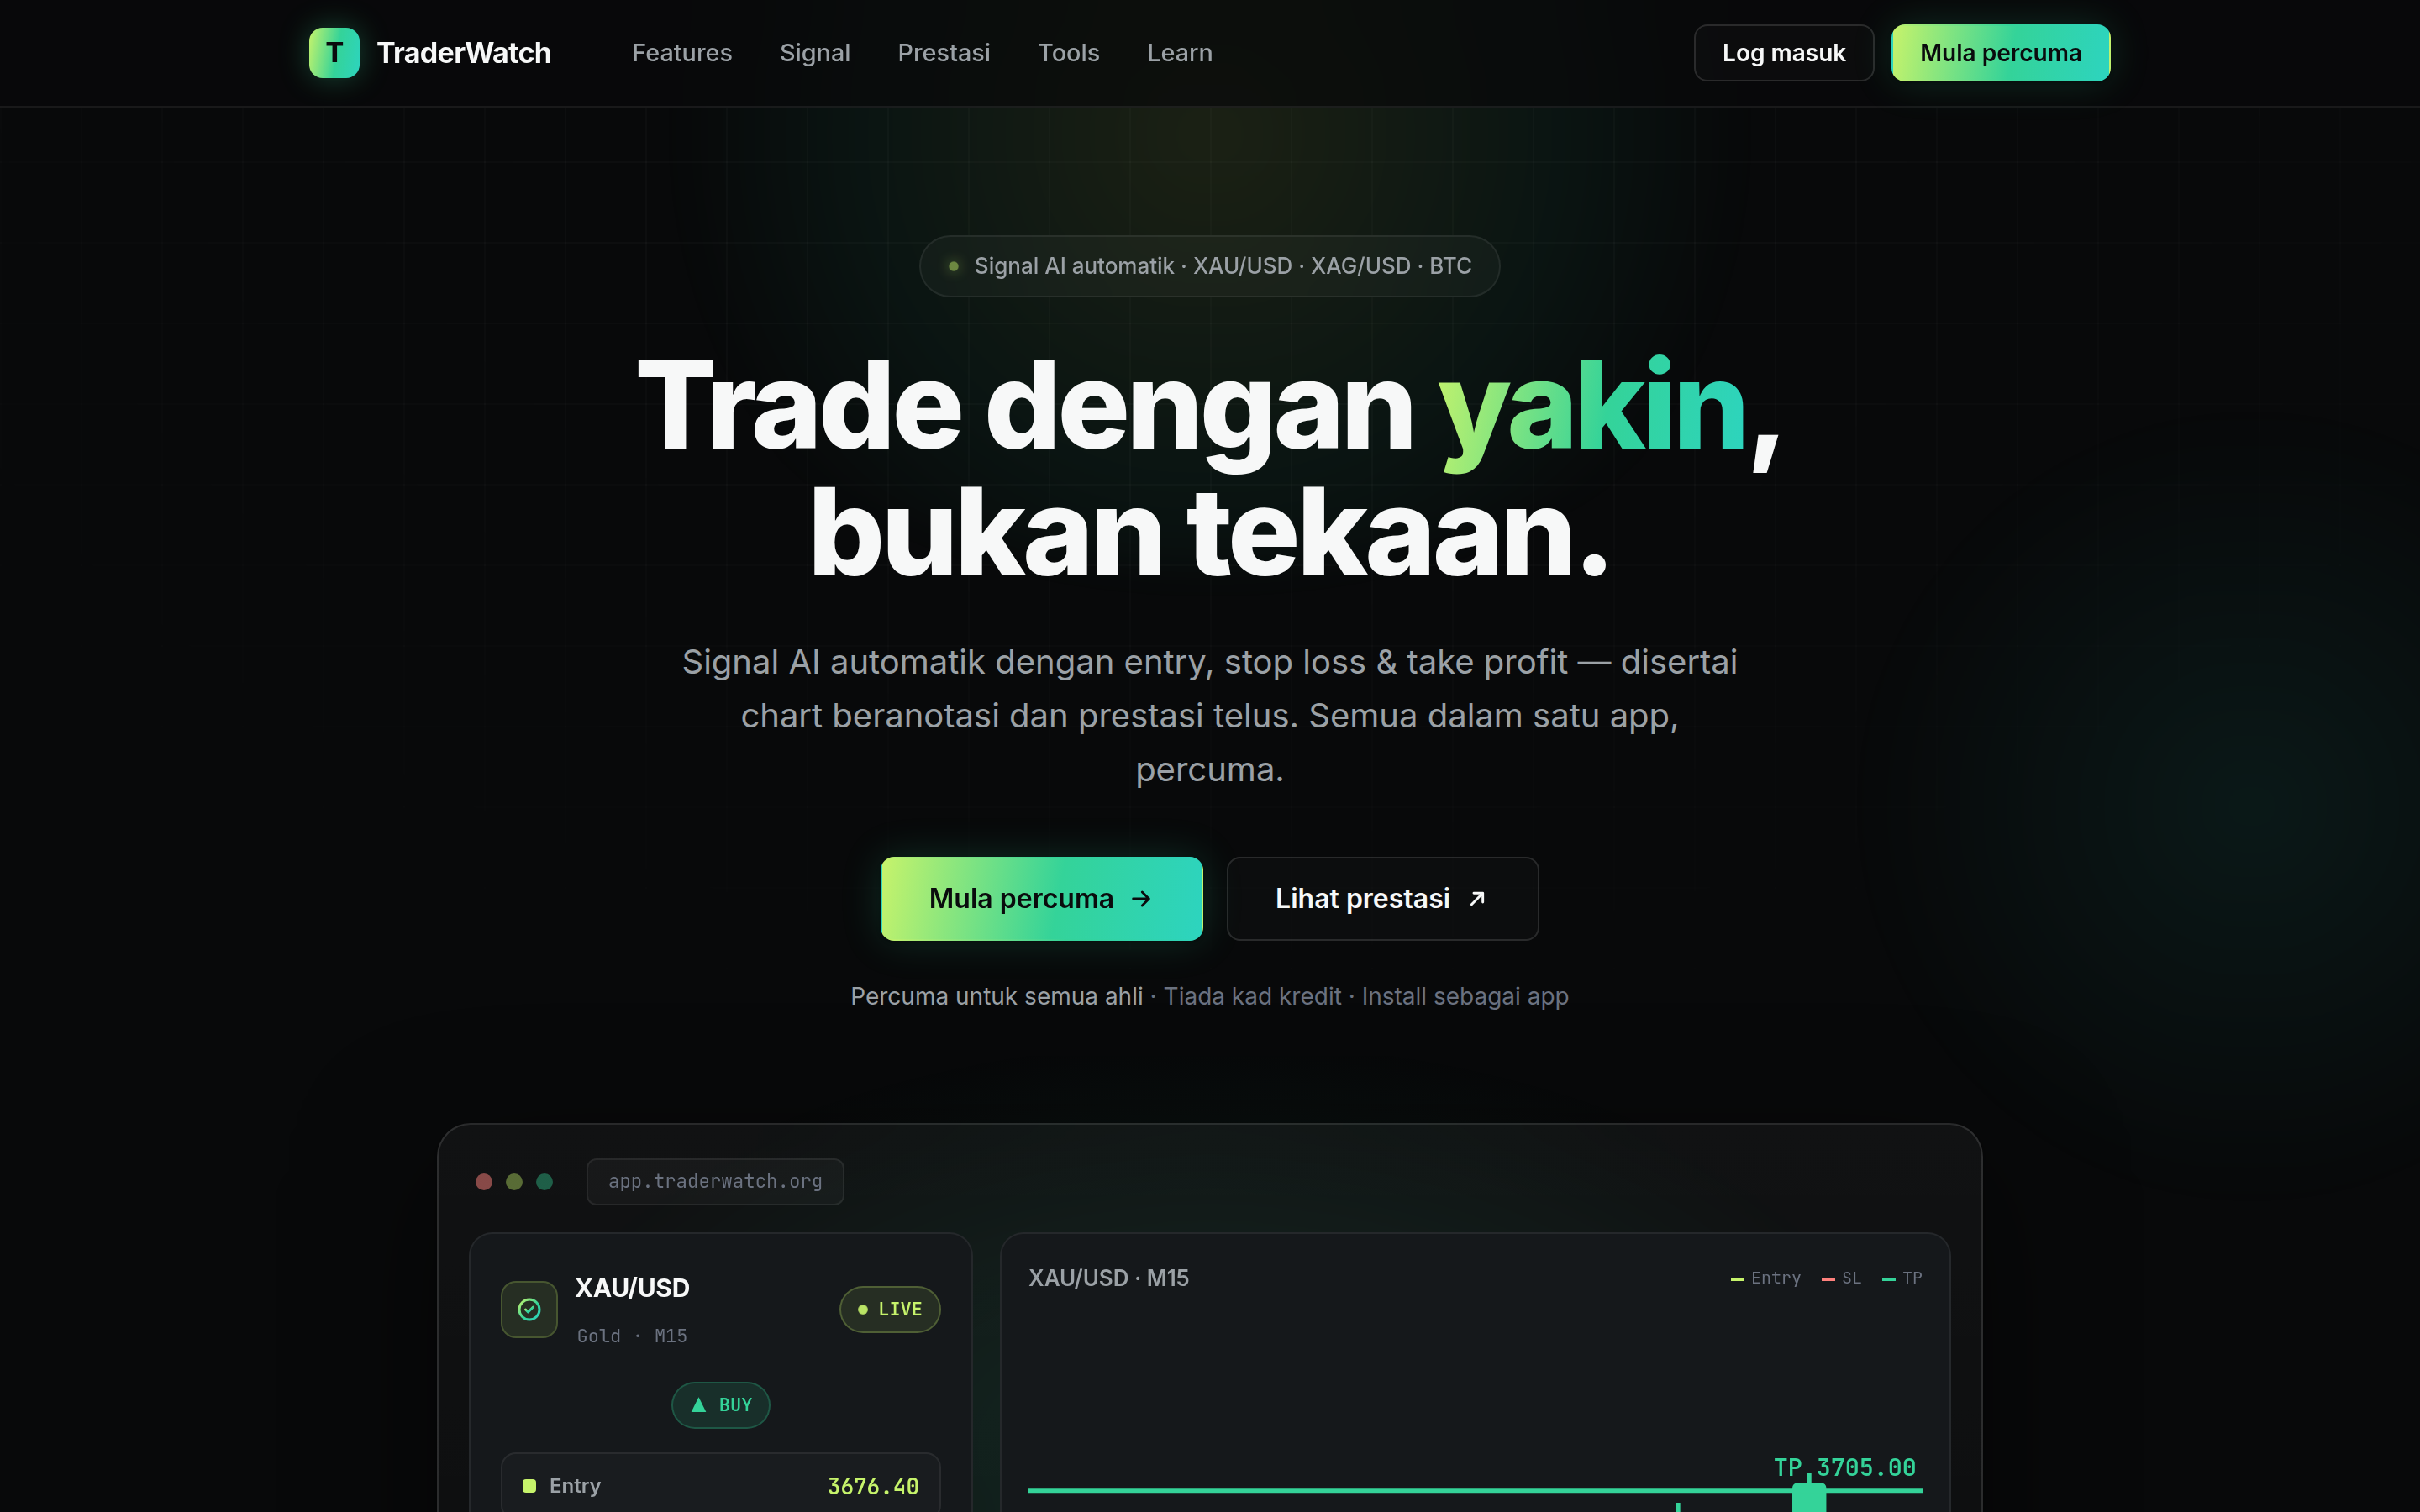 T TraderWatch Features Signal Prestasi Tools Learn Log masuk Mula percuma
Signal AI automatik · XAU/USD · XAG/USD · BTC
Trade dengan yakin,
bukan tekaan.
Signal AI automatik dengan entry, stop loss & take profit — disertai
chart beranotasi dan prestasi telus. Semua dalam satu app,
percuma.
Mula percuma → Lihat prestasi ↗
Percuma untuk semua ahli · Tiada kad kredit · Install sebagai app
app.traderwatch.org
XAU/USD
Gold · M15
LIVE
▲ BUY
Entry 3676.40
XAU/USD · M15
Entry SL TP
TP 3705.00